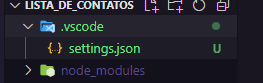 LISTA_DE_CONTATOS
.vscode
{} settings.json U
node_modules